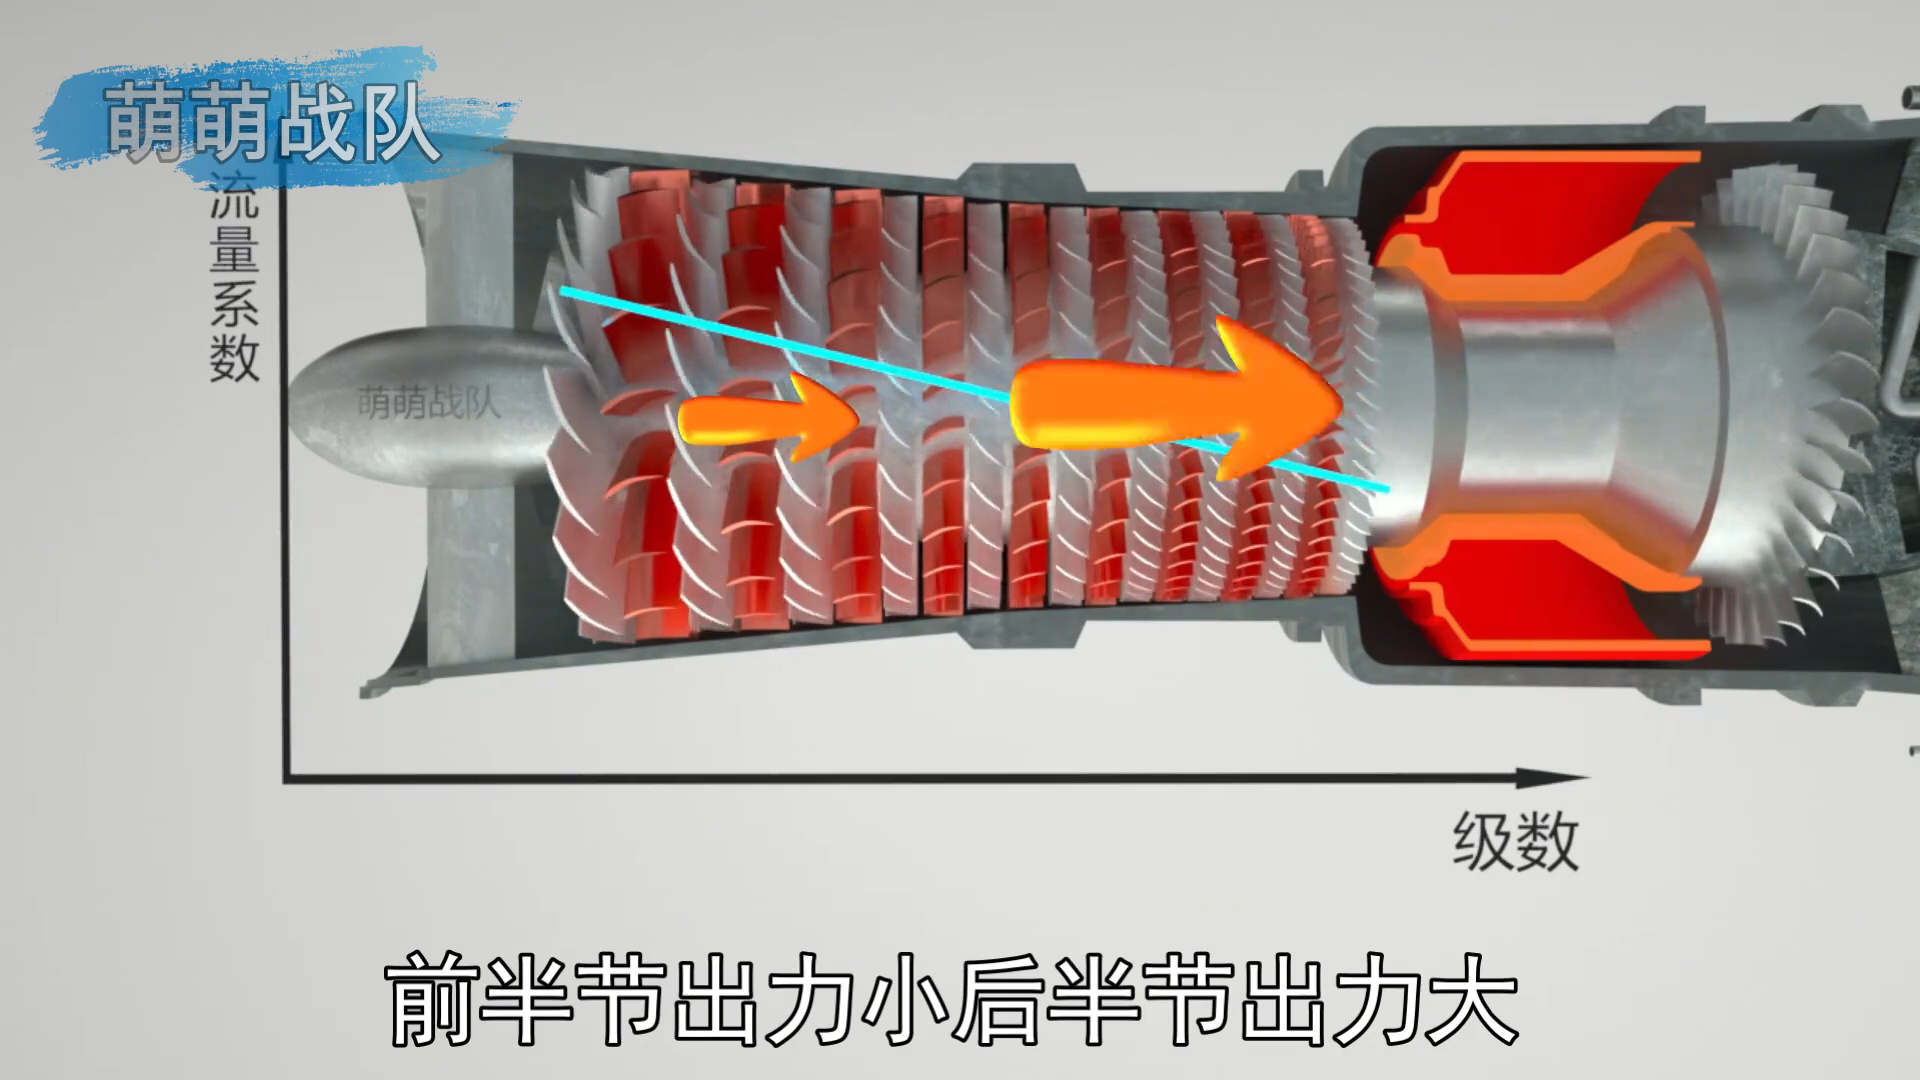 萌萌战队
流量系数
萌萌战队
级数
前半节出力小后半节出力大